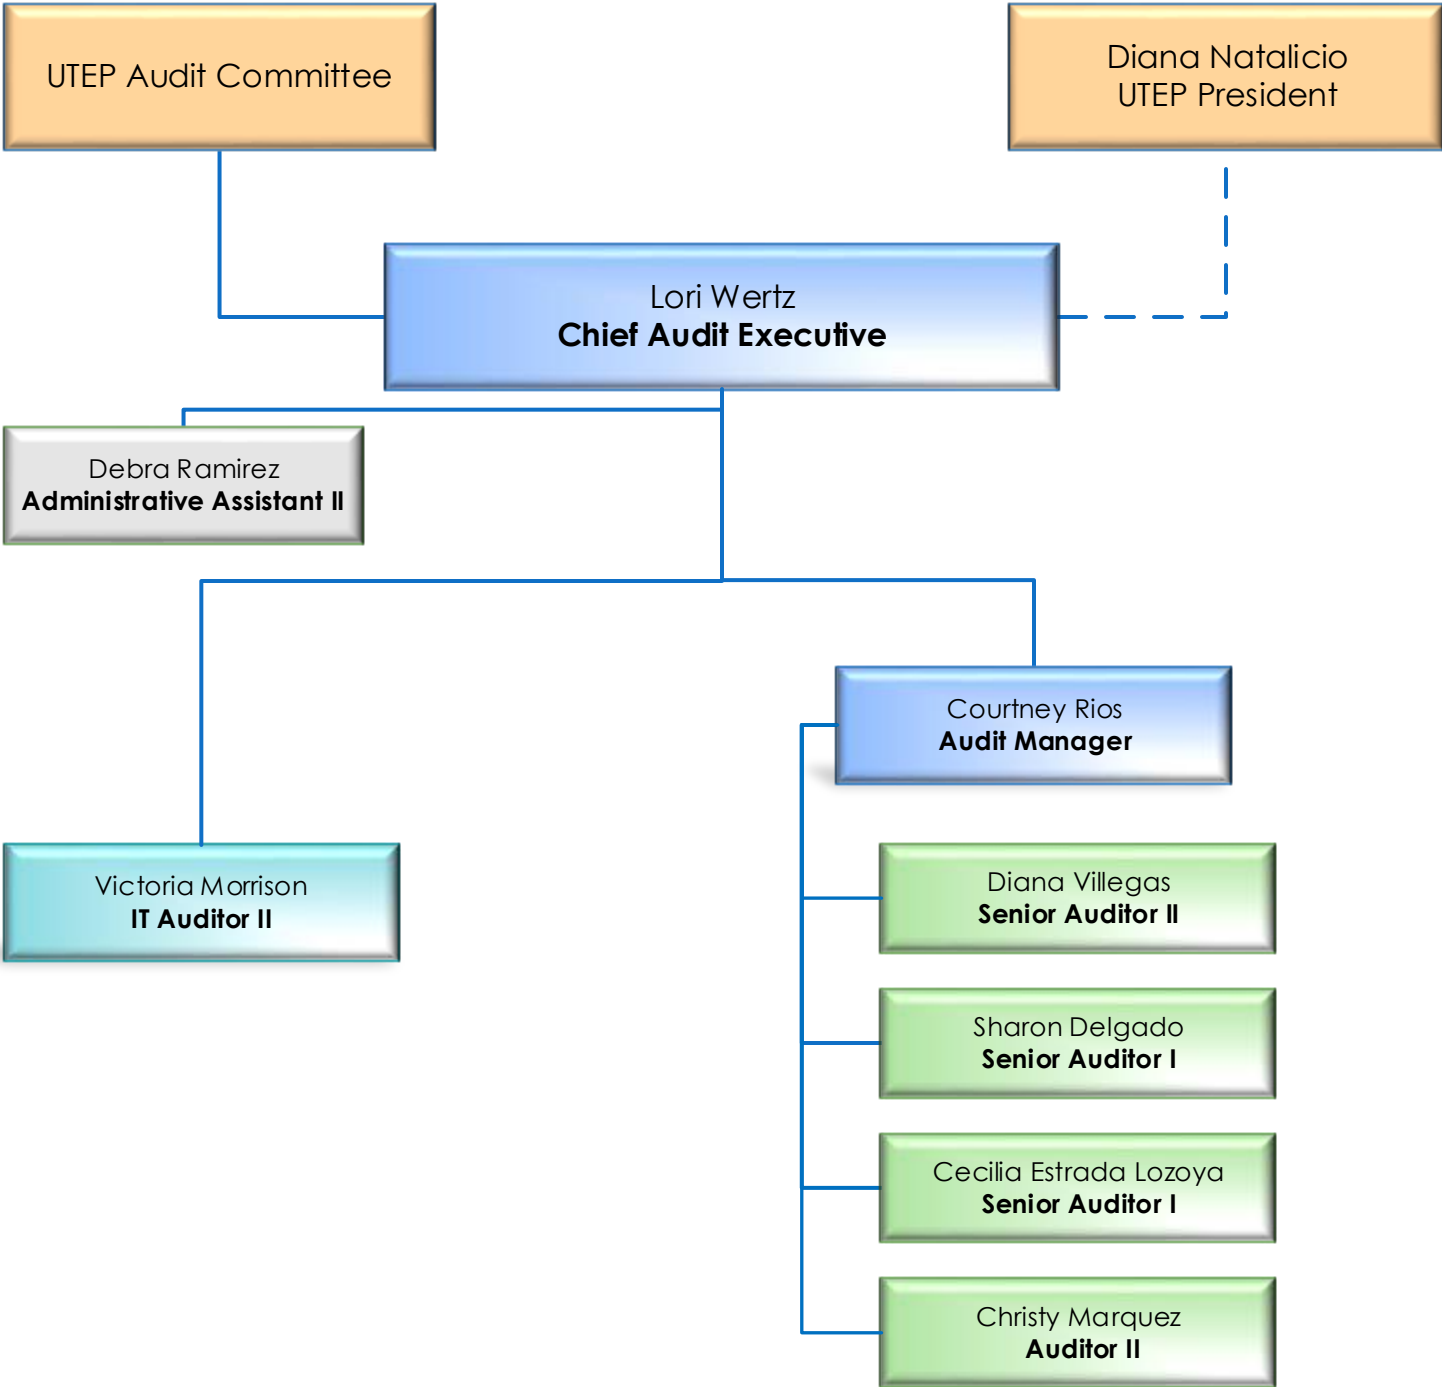 UTEP Audit Committee
Diana Natalicio
UTEP President
Lori Wertz
Chief Audit Executive
Debra Ramirez
Administrative Assistant II
Courtney Rios
Audit Manager
Victoria Morrison
IT Auditor II
Diana Villegas
Senior Auditor II
Sharon Delgado
Senior Auditor I
Cecilia Estrada Lozoya
Senior Auditor I
Christy Marquez
Auditor II